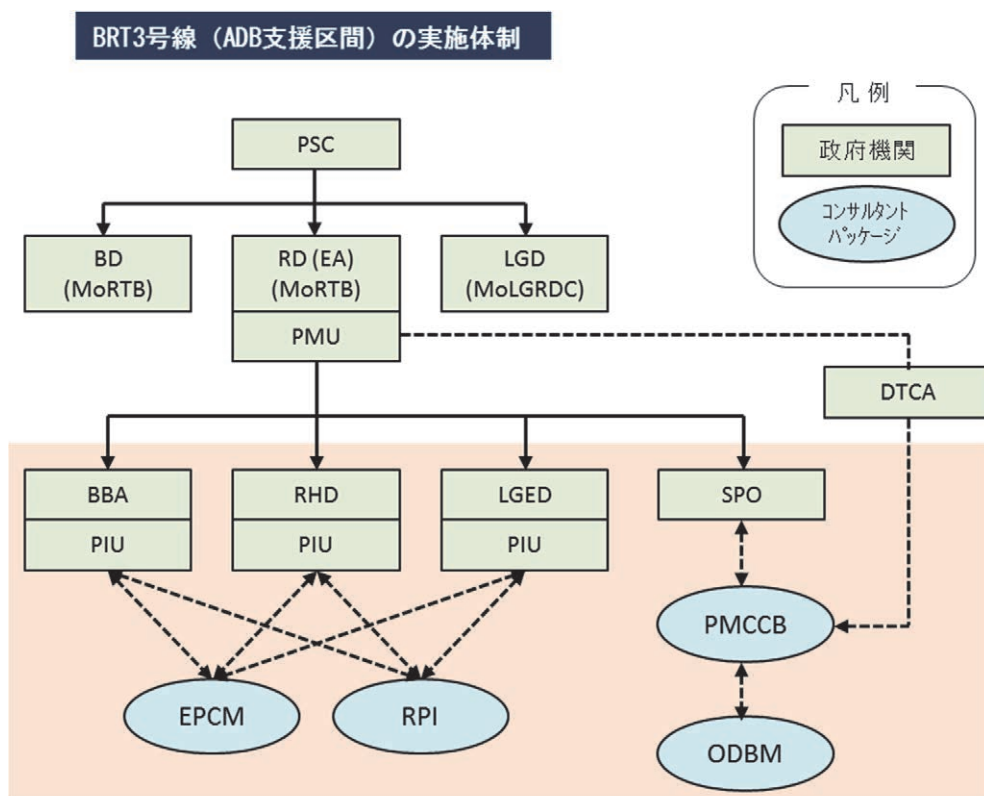 BRT3号線（ADB支援区間）の実施体制
凡 例
政府機関
コンサルタント
パッケージ
PSC
BD
(MoRTB)
RD (EA)
(MoRTB)
LGD
(MoLGRDC)
PMU
DTCA
BBA
RHD
LGED
SPO
PIU
PIU
PIU
PMCCB
EPCM
RPI
ODBM